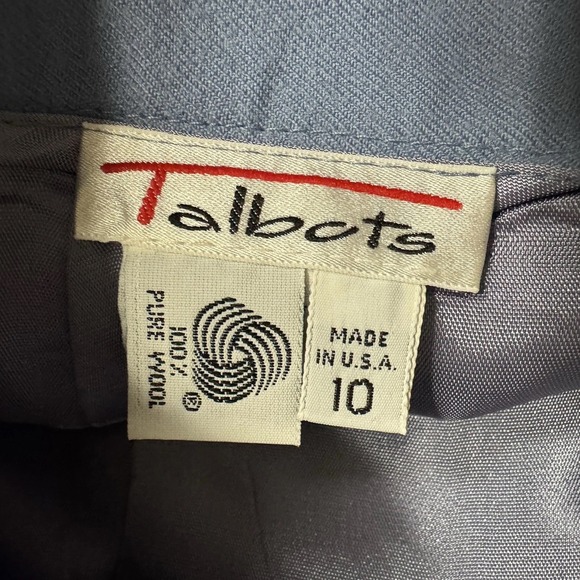 Talbots
100%
PURE WOOL
®
MADE
IN U.S.A.
10